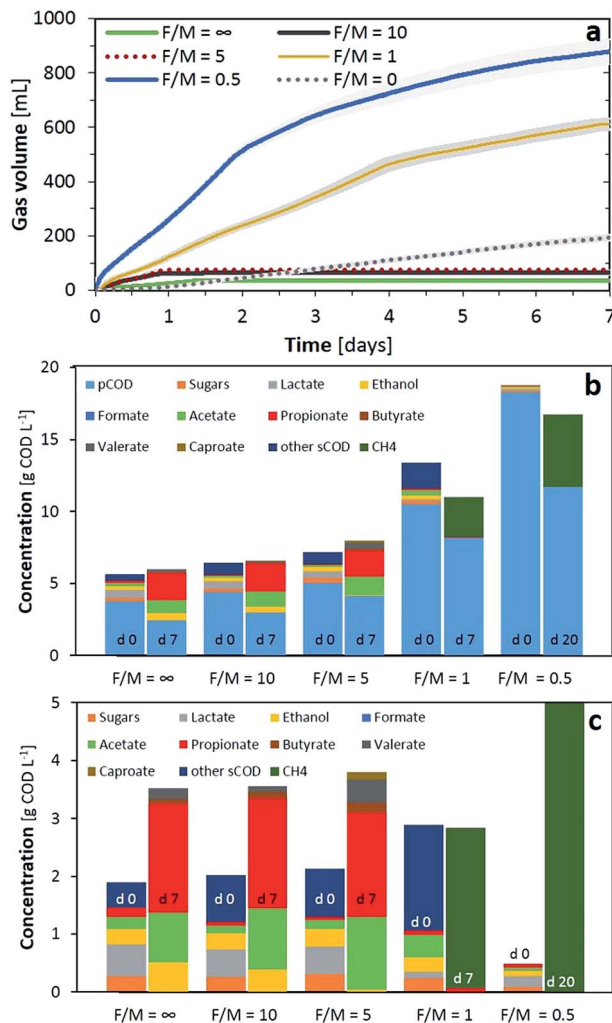 a
F/M = ∞ F/M = 10
F/M = 5 F/M = 1
F/M = 0.5 F/M = 0
Gas volume [mL]
1000
800
600
400
200
0
0 1 2 3 4 5 6 7
Time [days]
b
pCOD Sugars Lactate Ethanol
Formate Acetate Propionate Butyrate
Valerate Caproate other sCOD CH4
Concentration [g COD L-1]
20
15
10
5
0
d 0 d 7 d 0 d 7 d 0 d 7 d 0 d 7 d 0 d 20
F/M = ∞ F/M = 10 F/M = 5 F/M = 1 F/M = 0.5
c
Sugars Lactate Ethanol Formate
Acetate Propionate Butyrate Valerate
Caproate other sCOD CH4
Concentration [g COD L-1]
5
4
3
2
1
0
d 0 d 7 d 0 d 7 d 0 d 7 d 0 d 7 d 0 d 20
F/M = ∞ F/M = 10 F/M = 5 F/M = 1 F/M = 0.5